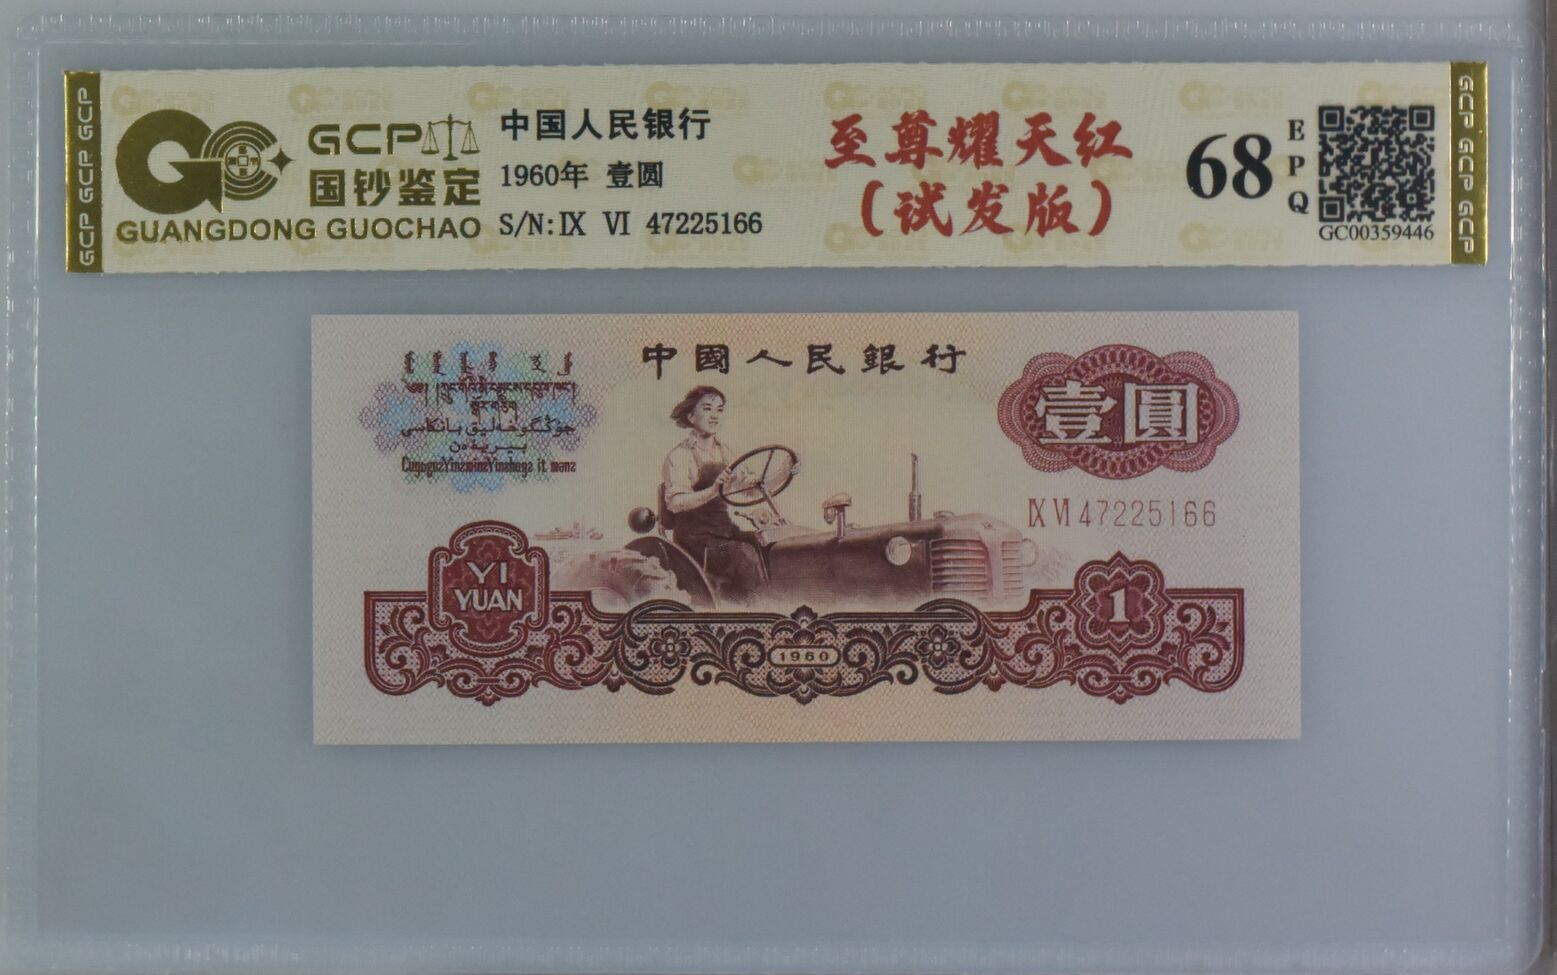 GCP GCP GCP
GCP
国钞鉴定
GUANGDONG GUOCHAO
中国人民银行
1960年 壹圆
S/N:Ⅸ Ⅵ 47225166
至尊耀天红
(试发版)
68
EPQ
GC00359446
GCP GCP GCP
中國人民銀行
壹圓
Ⅸ Ⅵ 47225166
YI
YUAN
1960
1